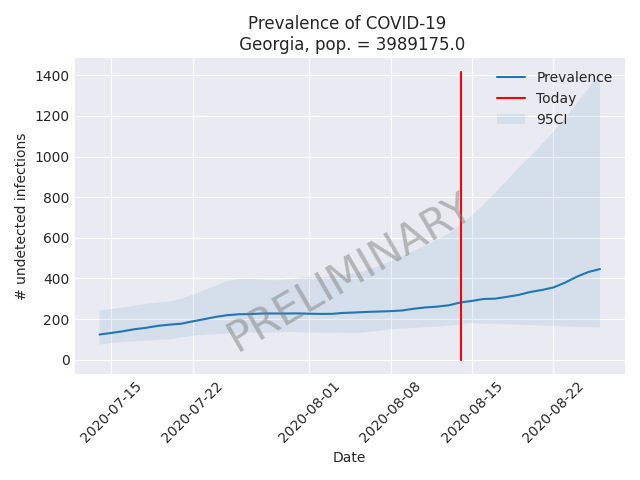 Prevalence of COVID-19
Georgia, pop. = 3989175.0
1400
1200
1000
800
600
400
200
0
# undetected infections
Prevalence
Today
95CI
PRELIMINARY
2020-07-15
2020-07-22
2020-08-01
2020-08-08
2020-08-15
2020-08-22
Date